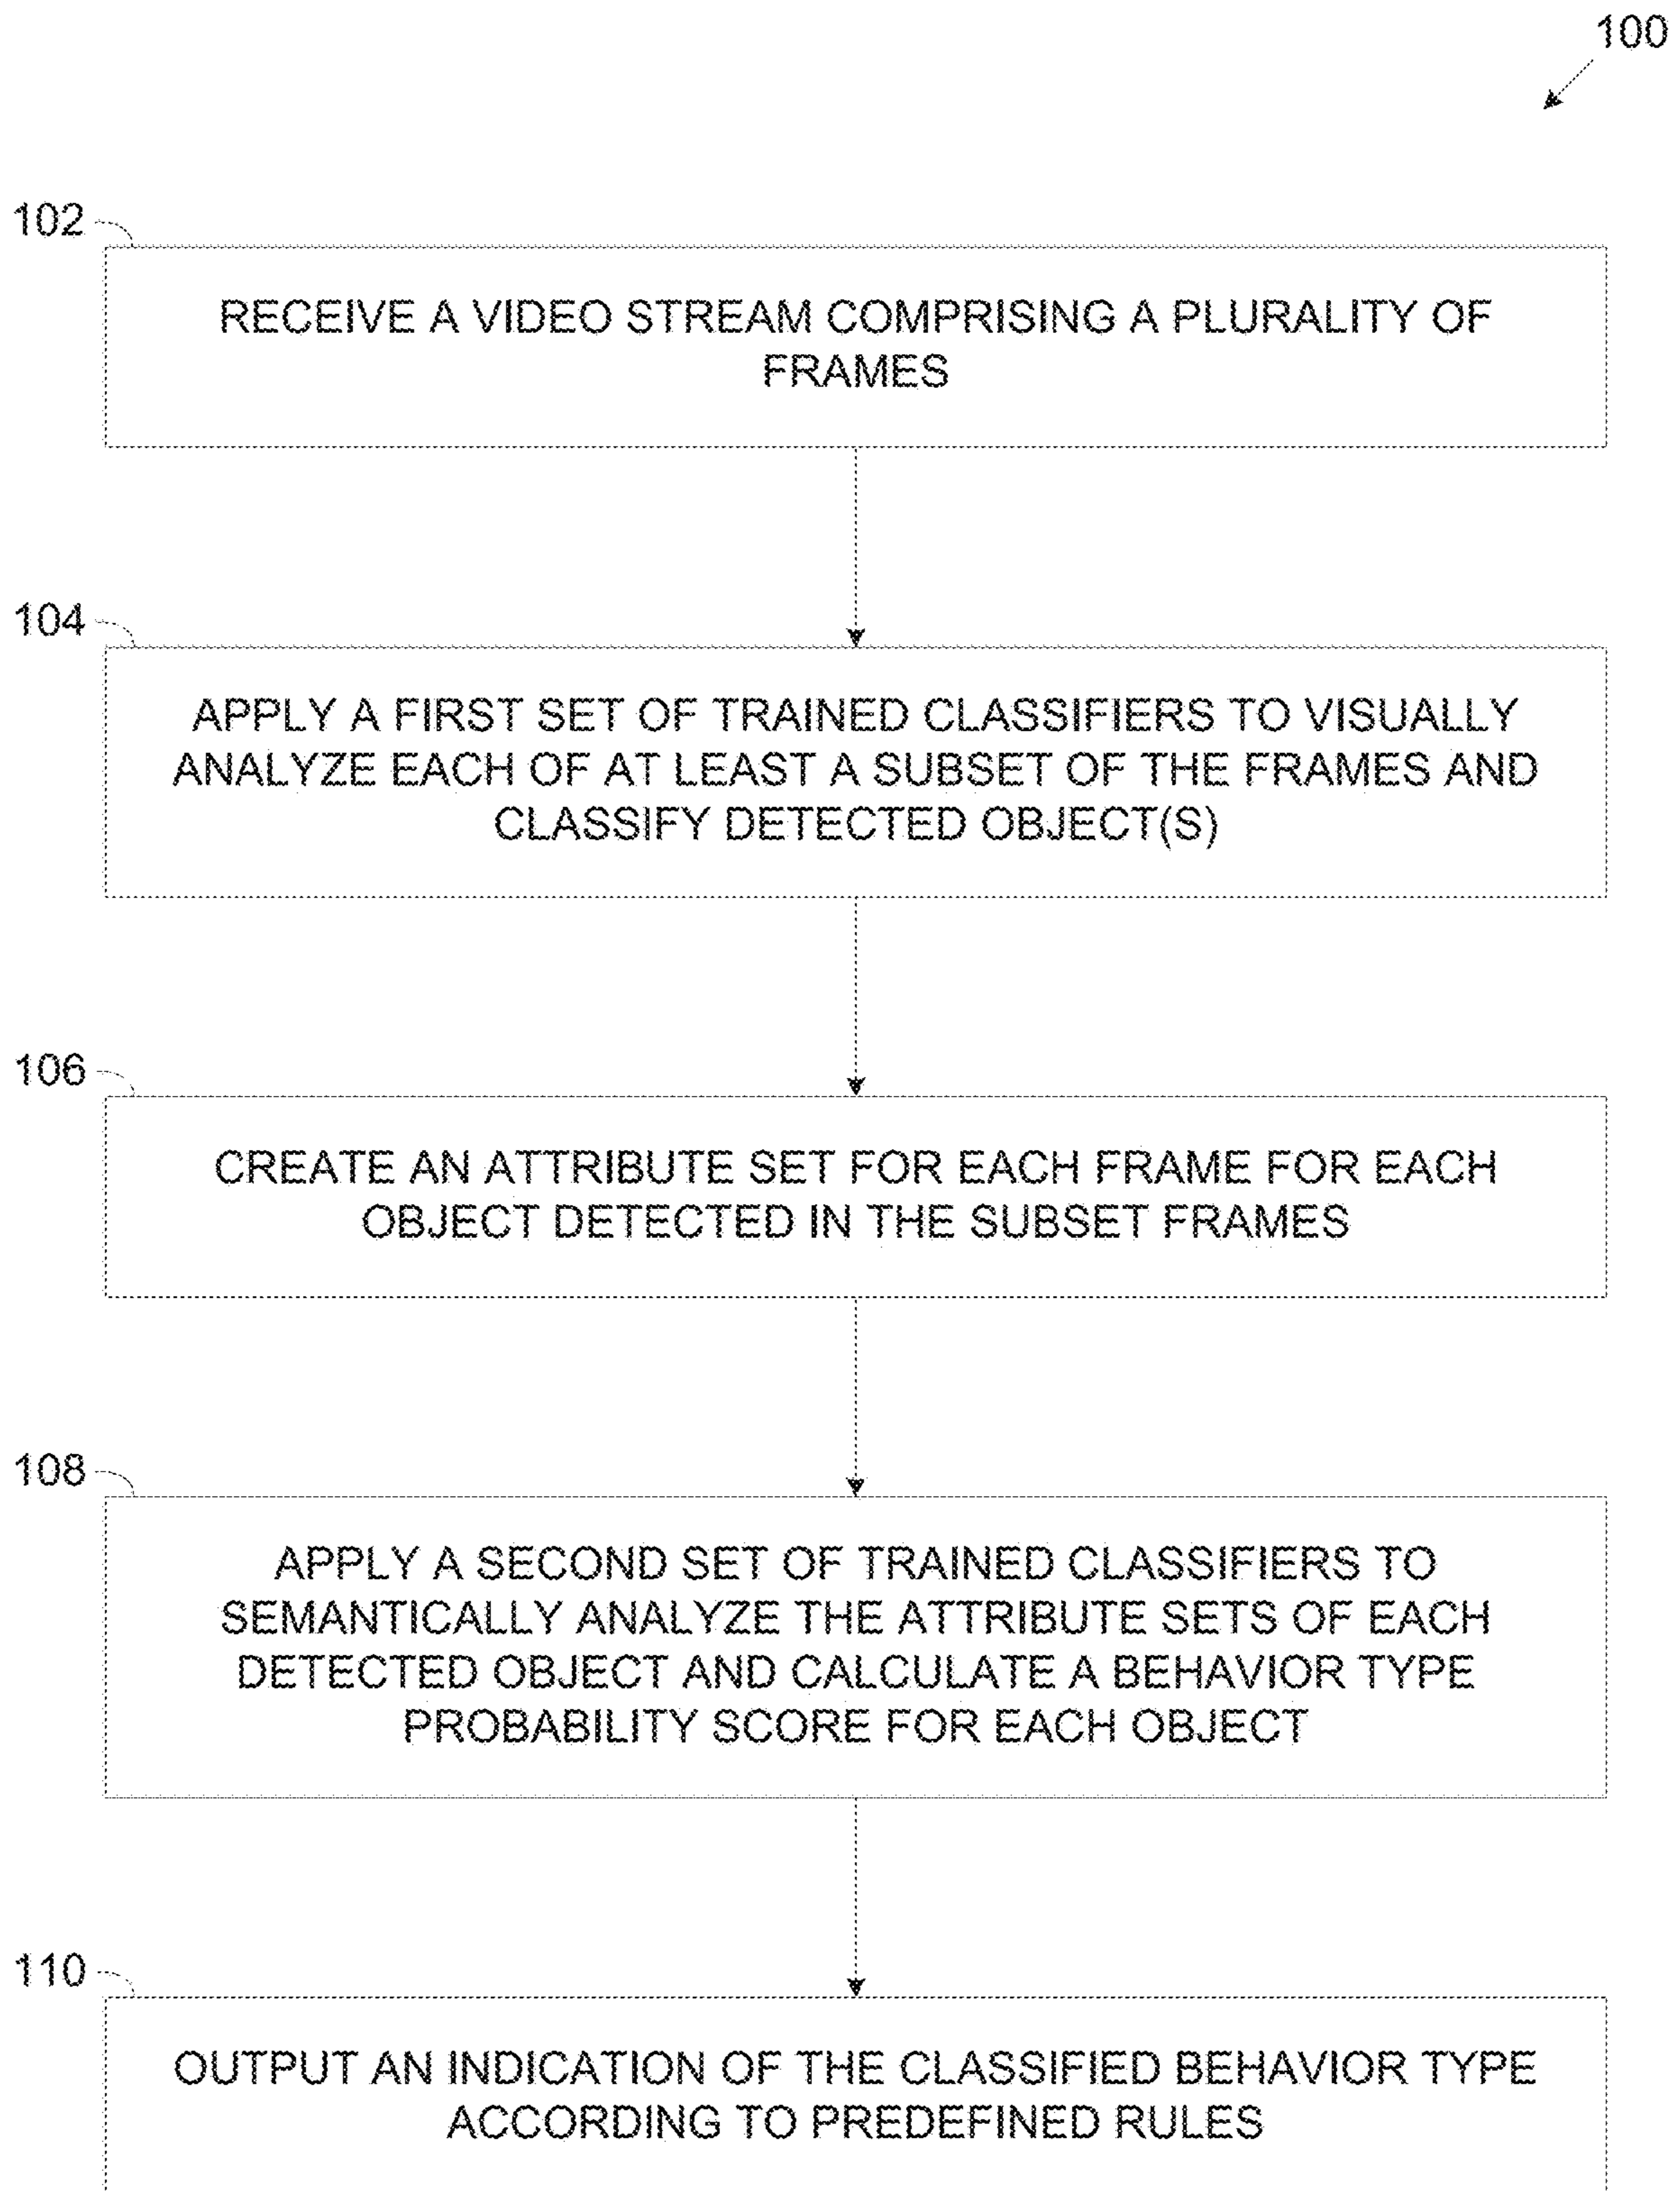 100
102
RECEIVE A VIDEO STREAM COMPRISING A PLURALITY OF
FRAMES
104
APPLY A FIRST SET OF TRAINED CLASSIFIERS TO VISUALLY
ANALYZE EACH OF AT LEAST A SUBSET OF THE FRAMES AND
CLASSIFY DETECTED OBJECT(S)
106
CREATE AN ATTRIBUTE SET FOR EACH FRAME FOR EACH
OBJECT DETECTED IN THE SUBSET FRAMES
108
APPLY A SECOND SET OF TRAINED CLASSIFIERS TO
SEMANTICALLY ANALYZE THE ATTRIBUTE SETS OF EACH
DETECTED OBJECT AND CALCULATE A BEHAVIOR TYPE
PROBABILITY SCORE FOR EACH OBJECT
110
OUTPUT AN INDICATION OF THE CLASSIFIED BEHAVIOR TYPE
ACCORDING TO PREDEFINED RULES